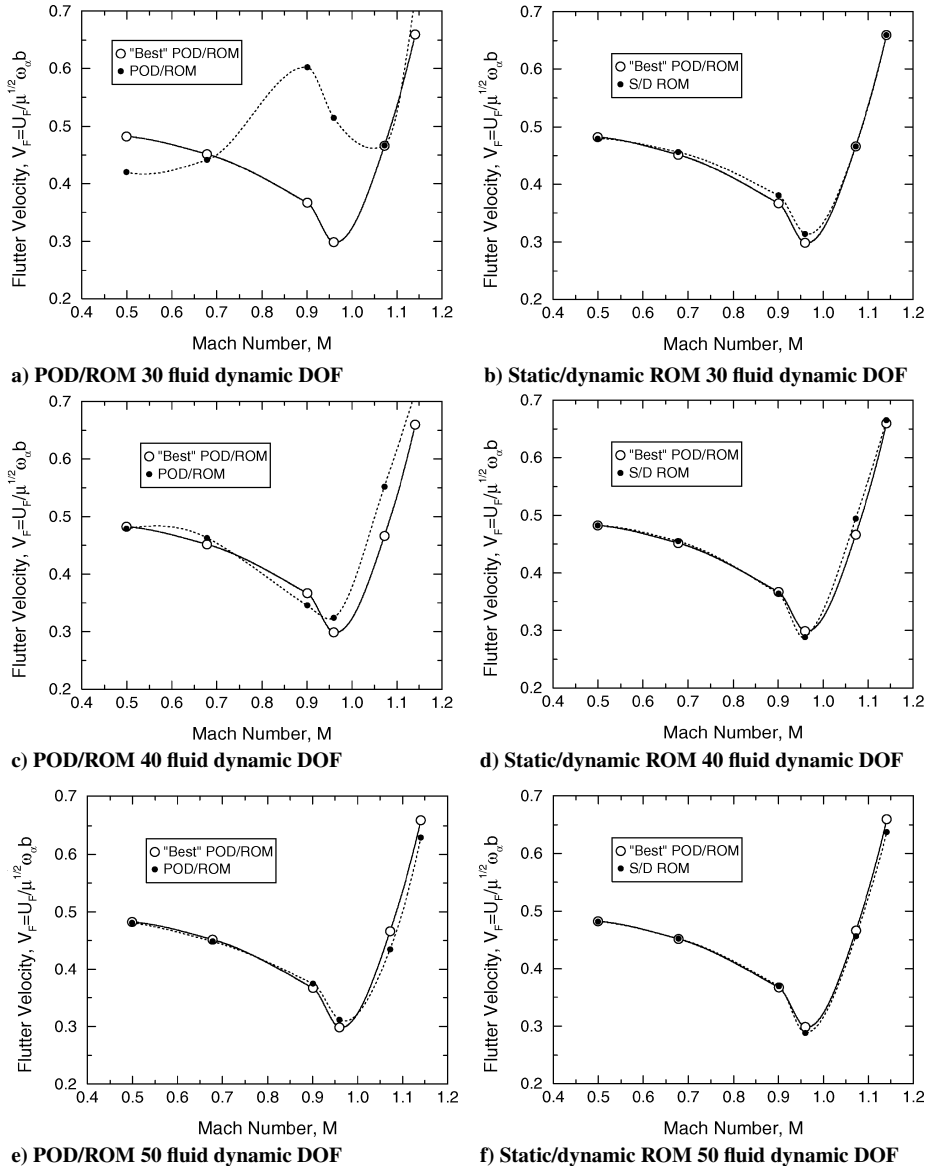 0.7
0.6
0.5
0.4
0.3
0.2
Flutter Velocity, V_F=U_F/μ^1/2 ω_α b
"Best" POD/ROM
POD/ROM
0.4 0.5 0.6 0.7 0.8 0.9 1.0 1.1 1.2
Mach Number, M
a) POD/ROM 30 fluid dynamic DOF
0.7
0.6
0.5
0.4
0.3
0.2
Flutter Velocity, V_F=U_F/μ^1/2 ω_α b
"Best" POD/ROM
S/D ROM
0.4 0.5 0.6 0.7 0.8 0.9 1.0 1.1 1.2
Mach Number, M
b) Static/dynamic ROM 30 fluid dynamic DOF
0.7
0.6
0.5
0.4
0.3
0.2
Flutter Velocity, V_F=U_F/μ^1/2 ω_α b
"Best" POD/ROM
POD/ROM
0.4 0.5 0.6 0.7 0.8 0.9 1.0 1.1 1.2
Mach Number, M
c) POD/ROM 40 fluid dynamic DOF
0.7
0.6
0.5
0.4
0.3
0.2
Flutter Velocity, V_F=U_F/μ^1/2 ω_α b
"Best" POD/ROM
S/D ROM
0.4 0.5 0.6 0.7 0.8 0.9 1.0 1.1 1.2
Mach Number, M
d) Static/dynamic ROM 40 fluid dynamic DOF
0.7
0.6
0.5
0.4
0.3
0.2
Flutter Velocity, V_F=U_F/μ^1/2 ω_α b
"Best" POD/ROM
POD/ROM
0.4 0.5 0.6 0.7 0.8 0.9 1.0 1.1 1.2
Mach Number, M
e) POD/ROM 50 fluid dynamic DOF
0.7
0.6
0.5
0.4
0.3
0.2
Flutter Velocity, V_F=U_F/μ^1/2 ω_α b
"Best" POD/ROM
S/D ROM
0.4 0.5 0.6 0.7 0.8 0.9 1.0 1.1 1.2
Mach Number, M
f) Static/dynamic ROM 50 fluid dynamic DOF